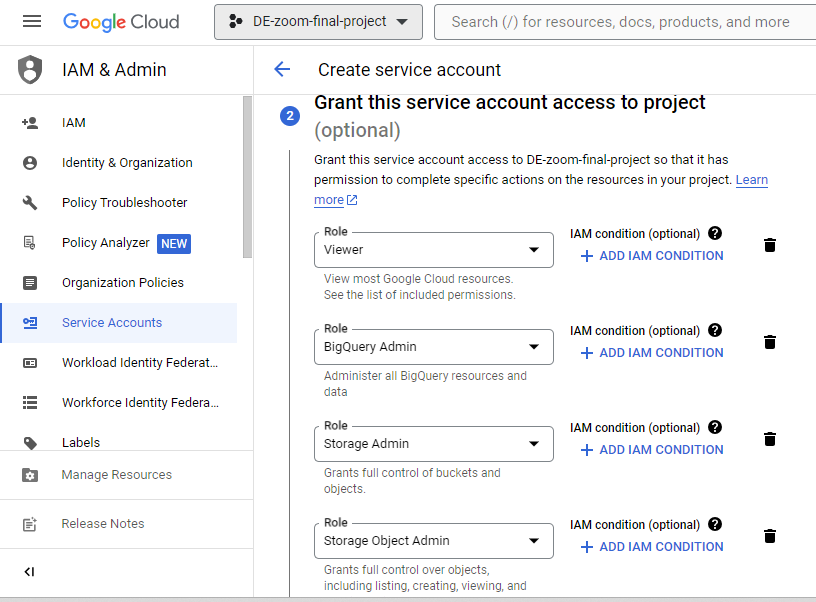 Google Cloud
DE-zoom-final-project
Search (/) for resources, docs, products, and more
IAM & Admin
IAM
Identity & Organization
Policy Troubleshooter
Policy Analyzer NEW
Organization Policies
Service Accounts
Workload Identity Federat...
Workforce Identity Federa...
Labels
Manage Resources
Release Notes
Create service account
2
Grant this service account access to project
(optional)
Grant this service account access to DE-zoom-final-project so that it has
permission to complete specific actions on the resources in your project. Learn
more
Role
Viewer
IAM condition (optional) ?
+ ADD IAM CONDITION
View most Google Cloud resources.
See the list of included permissions.
Role
BigQuery Admin
IAM condition (optional) ?
+ ADD IAM CONDITION
Administer all BigQuery resources and
data
Role
Storage Admin
IAM condition (optional) ?
+ ADD IAM CONDITION
Grants full control of buckets and
objects.
Role
Storage Object Admin
IAM condition (optional) ?
+ ADD IAM CONDITION
Grants full control over objects,
including listing, creating, viewing, and